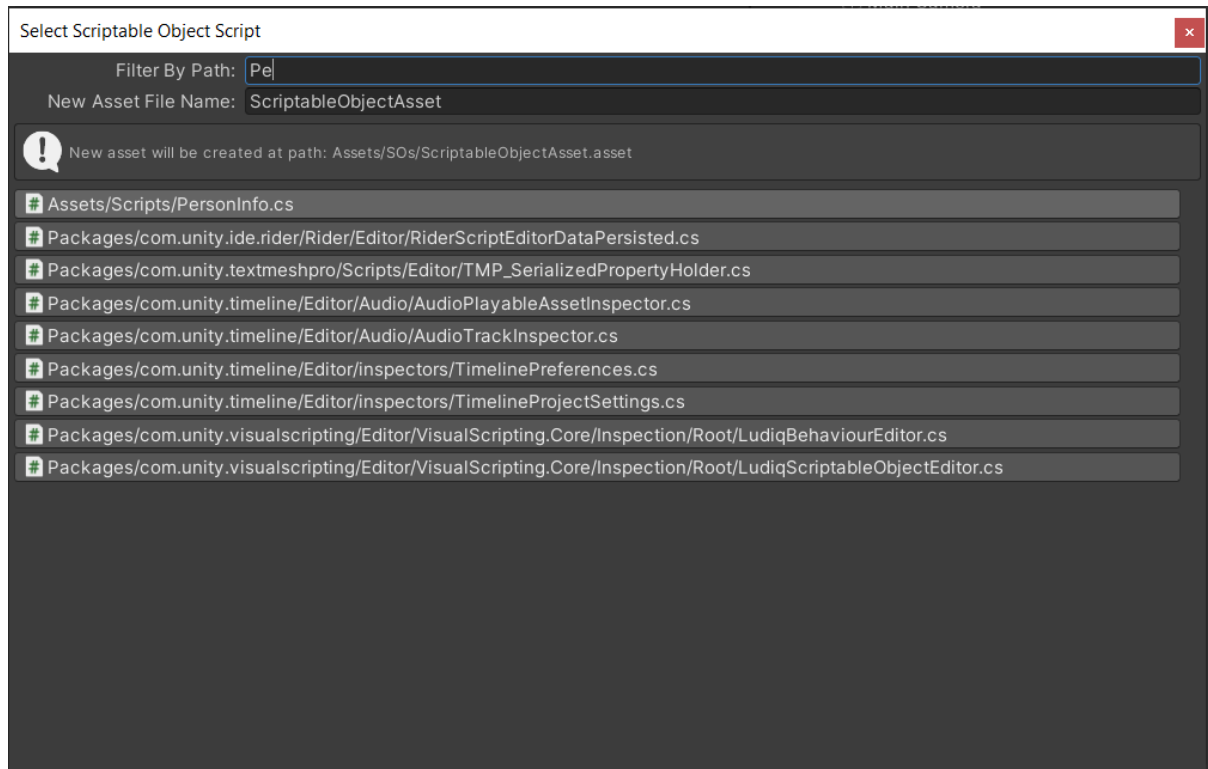 Select Scriptable Object Script
Filter By Path: Pe
New Asset File Name: ScriptableObjectAsset
New asset will be created at path: Assets/SOs/ScriptableObjectAsset.asset
Assets/Scripts/PersonInfo.cs
Packages/com.unity.ide.rider/Rider/Editor/RiderScriptEditorDataPersisted.cs
Packages/com.unity.textmeshpro/Scripts/Editor/TMP_SerializedPropertyHolder.cs
Packages/com.unity.timeline/Editor/Audio/AudioPlayableAssetInspector.cs
Packages/com.unity.timeline/Editor/Audio/AudioTrackInspector.cs
Packages/com.unity.timeline/Editor/inspectors/TimelinePreferences.cs
Packages/com.unity.timeline/Editor/inspectors/TimelineProjectSettings.cs
Packages/com.unity.visualscripting/Editor/VisualScripting.Core/Inspection/Root/LudiqBehaviourEditor.cs
Packages/com.unity.visualscripting/Editor/VisualScripting.Core/Inspection/Root/LudiqScriptableObjectEditor.cs